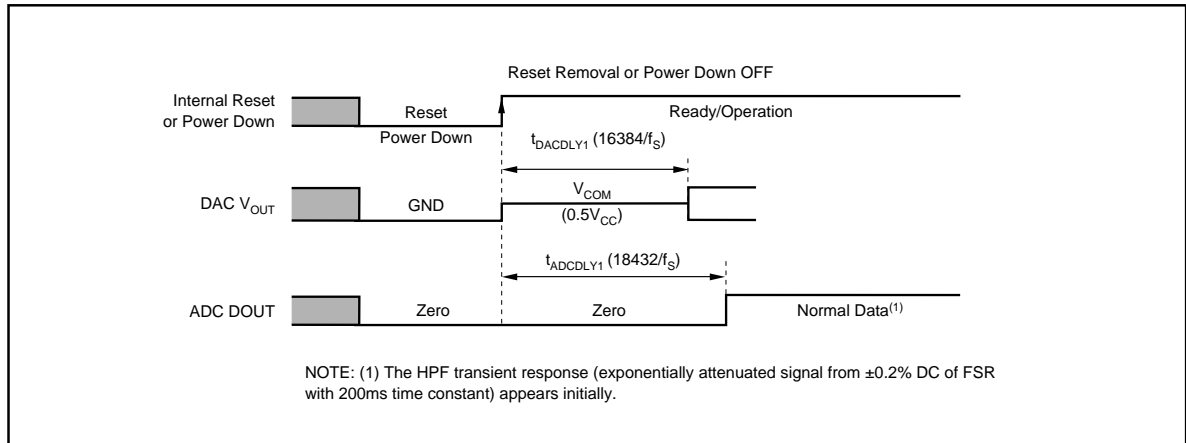 Reset Removal or Power Down OFF
Internal Reset
or Power Down
Reset
Power Down
Ready/Operation
tDACDLY1 (16384/fS)
DAC VOUT
GND
VCOM
(0.5VCC)
tADCDLY1 (18432/fS)
ADC DOUT
Zero
Zero
Normal Data(1)
NOTE: (1) The HPF transient response (exponentially attenuated signal from ±0.2% DC of FSR
with 200ms time constant) appears initially.